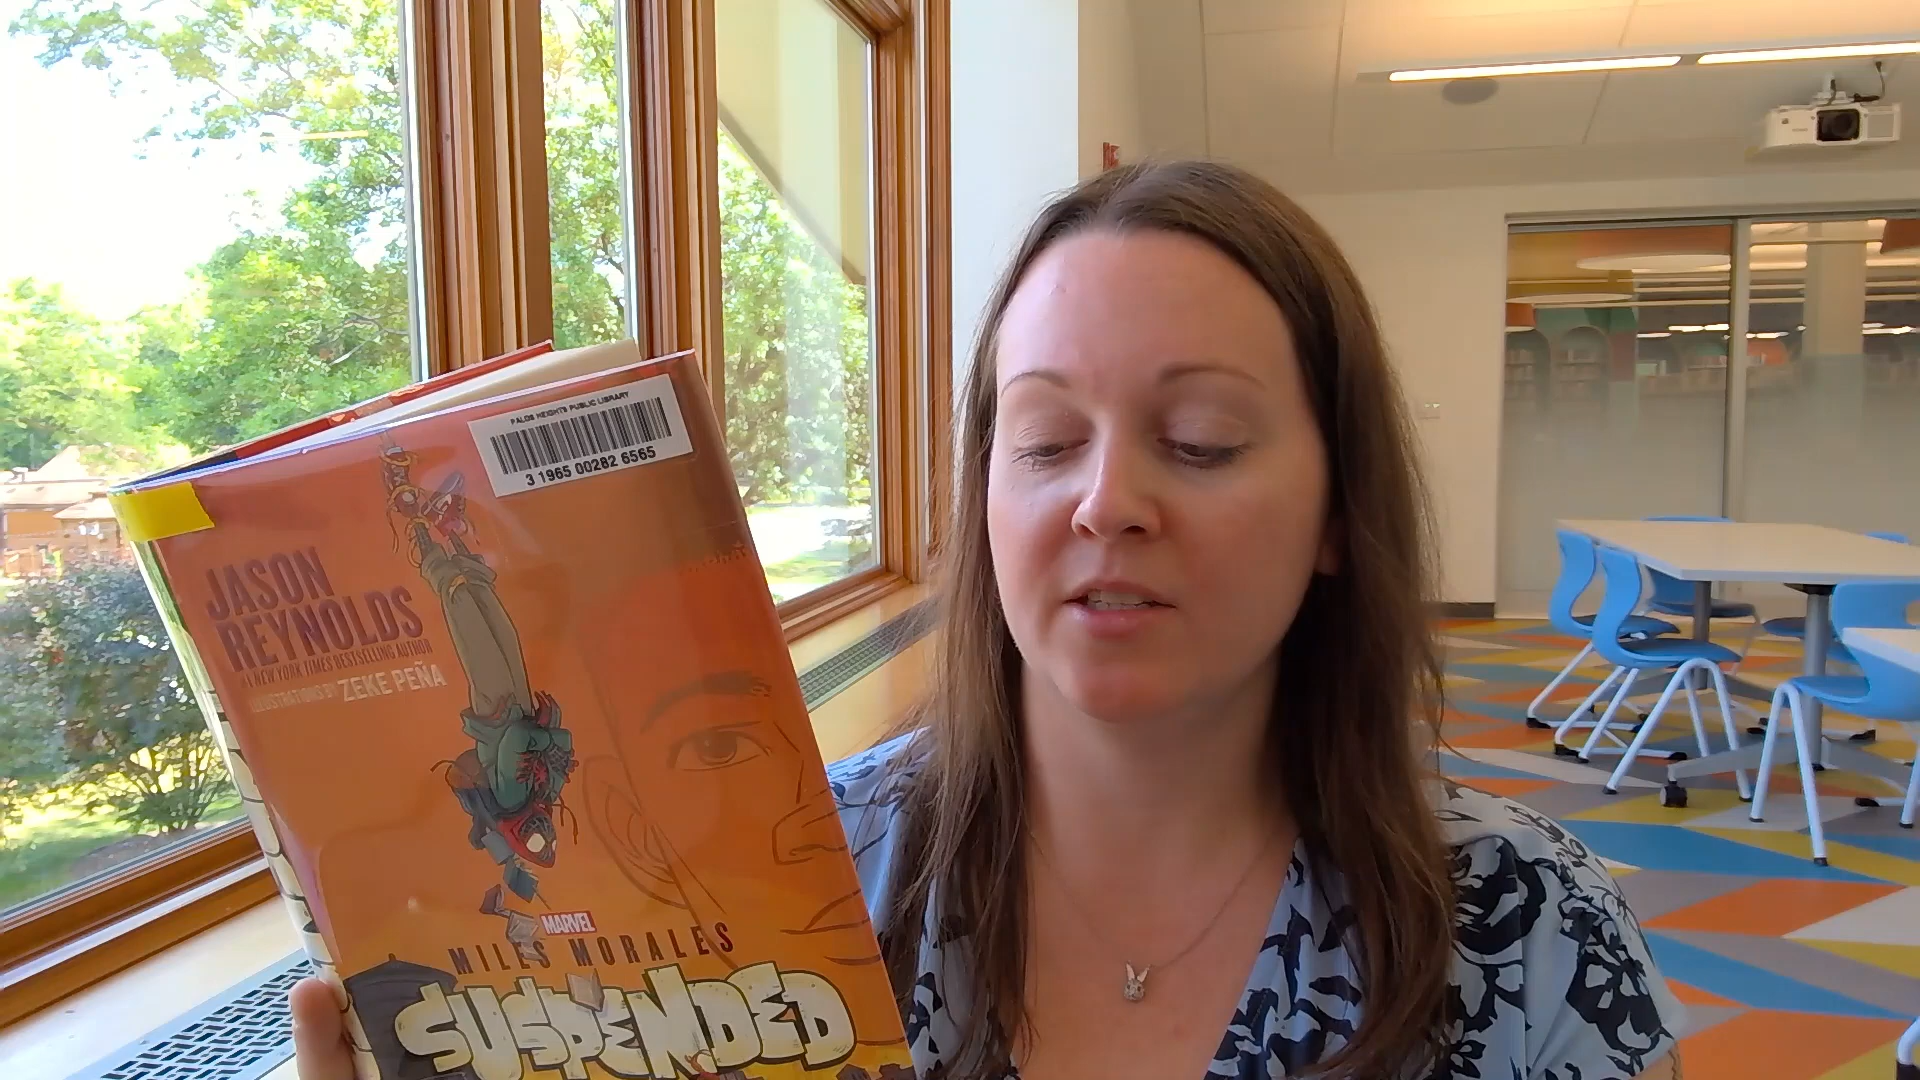 PALOS HEIGHTS PUBLIC LIBRARY
3 1965 00282 6565
JASON
REYNOLDS
#1 NEW YORK TIMES BESTSELLING AUTHOR
ILLUSTRATIONS BY ZEKE PEÑA
MARVEL
MILES MORALES
SUSPENDED